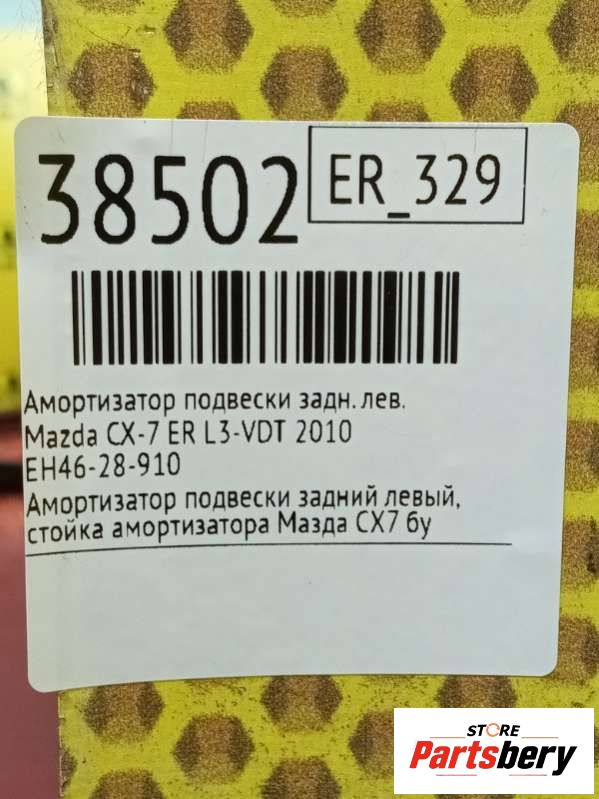 38502
ER_329
Амортизатор подвески задн. лев.
Mazda CX-7 ER L3-VDT 2010
EH46-28-910
Амортизатор подвески задний левый,
стойка амортизатора Мазда СХ7 бу
STORE
Partsbery